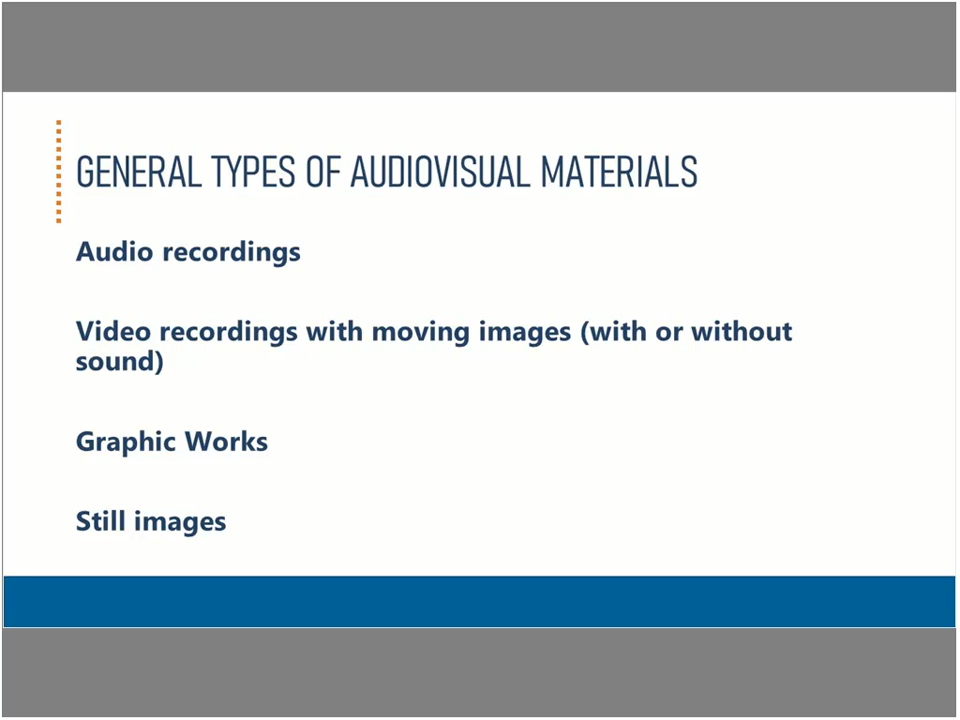 GENERAL TYPES OF AUDIOVISUAL MATERIALS
Audio recordings
Video recordings with moving images (with or without
sound)
Graphic Works
Still images